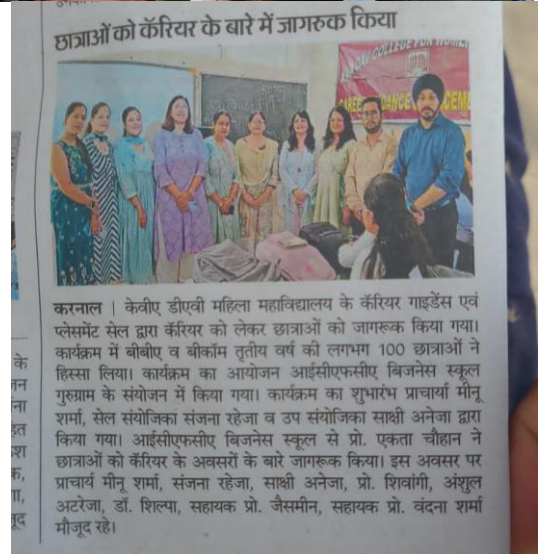 छात्राओं को कॅरियर के बारे में जागरुक किया
COLLEGE FOR WOMEN
करनाल | केवीए डीएवी महिला महाविद्यालय के कॅरियर गाइडेंस एवं
प्लेसमेंट सेल द्वारा कॅरियर को लेकर छात्राओं को जागरूक किया गया।
कार्यक्रम में बीबीए व बीकॉम तृतीय वर्ष की लगभग 100 छात्राओं ने
हिस्सा लिया। कार्यक्रम का आयोजन आईसीएफसीए बिजनेस स्कूल
गुरुग्राम के संयोजन में किया गया। कार्यक्रम का शुभारंभ प्राचार्या मीनू
शर्मा, सेल संयोजिका संजना रहेजा व उप संयोजिका साक्षी अनेजा द्वारा
किया गया। आईसीएफसीए बिजनेस स्कूल से प्रो. एकता चौहान ने
छात्राओं को कॅरियर के अवसरों के बारे जागरूक किया। इस अवसर पर
प्राचार्य मीनू शर्मा, संजना रहेजा, साक्षी अनेजा, प्रो. शिवांगी, अंशुल
अटरेजा, डॉ. शिल्पा, सहायक प्रो. जैसमीन, सहायक प्रो. वंदना शर्मा
मौजूद रहे।